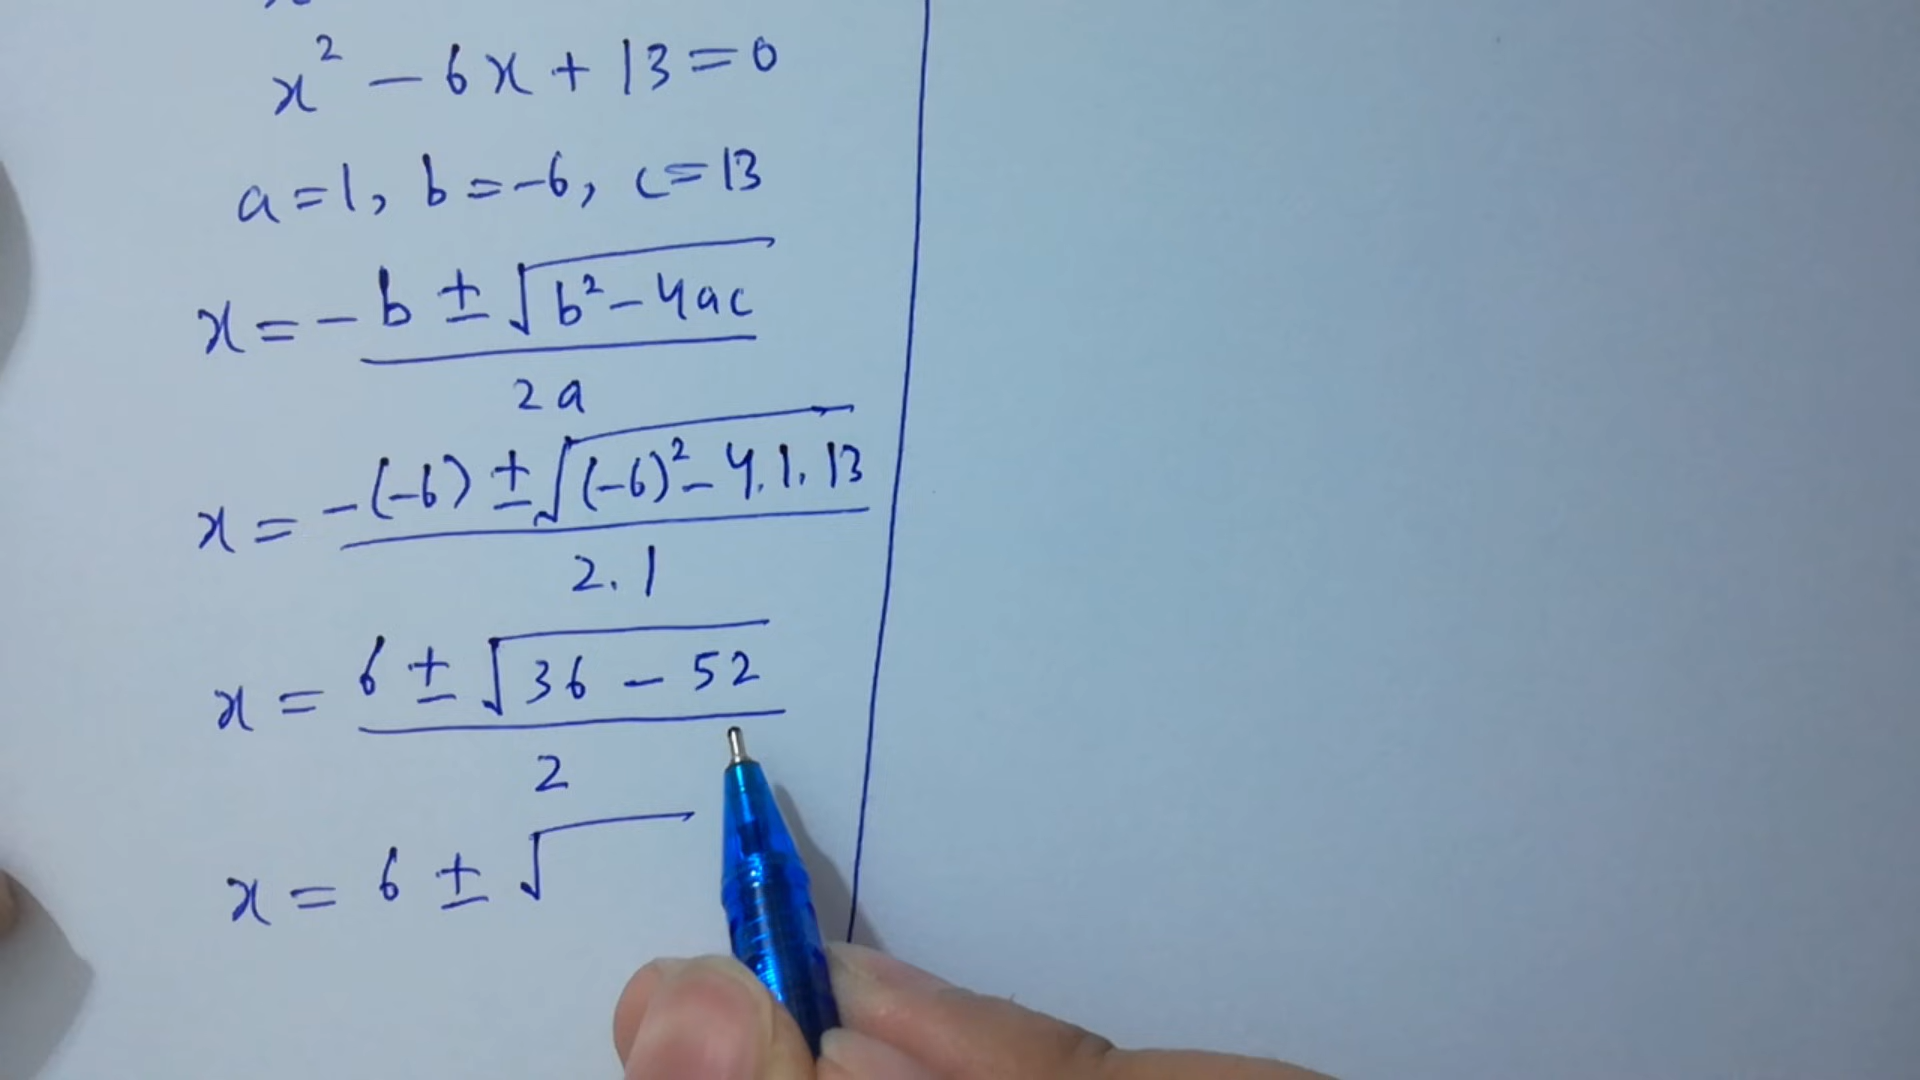 x² - 6x + 13 = 0
a = 1, b = -6, c = 13
x = -b ± √(b² - 4ac)
2a
x = -(-6) ± √((-6)² - 4.1.13)
2.1
x = 6 ± √(36 - 52)
2
x = 6 ± √